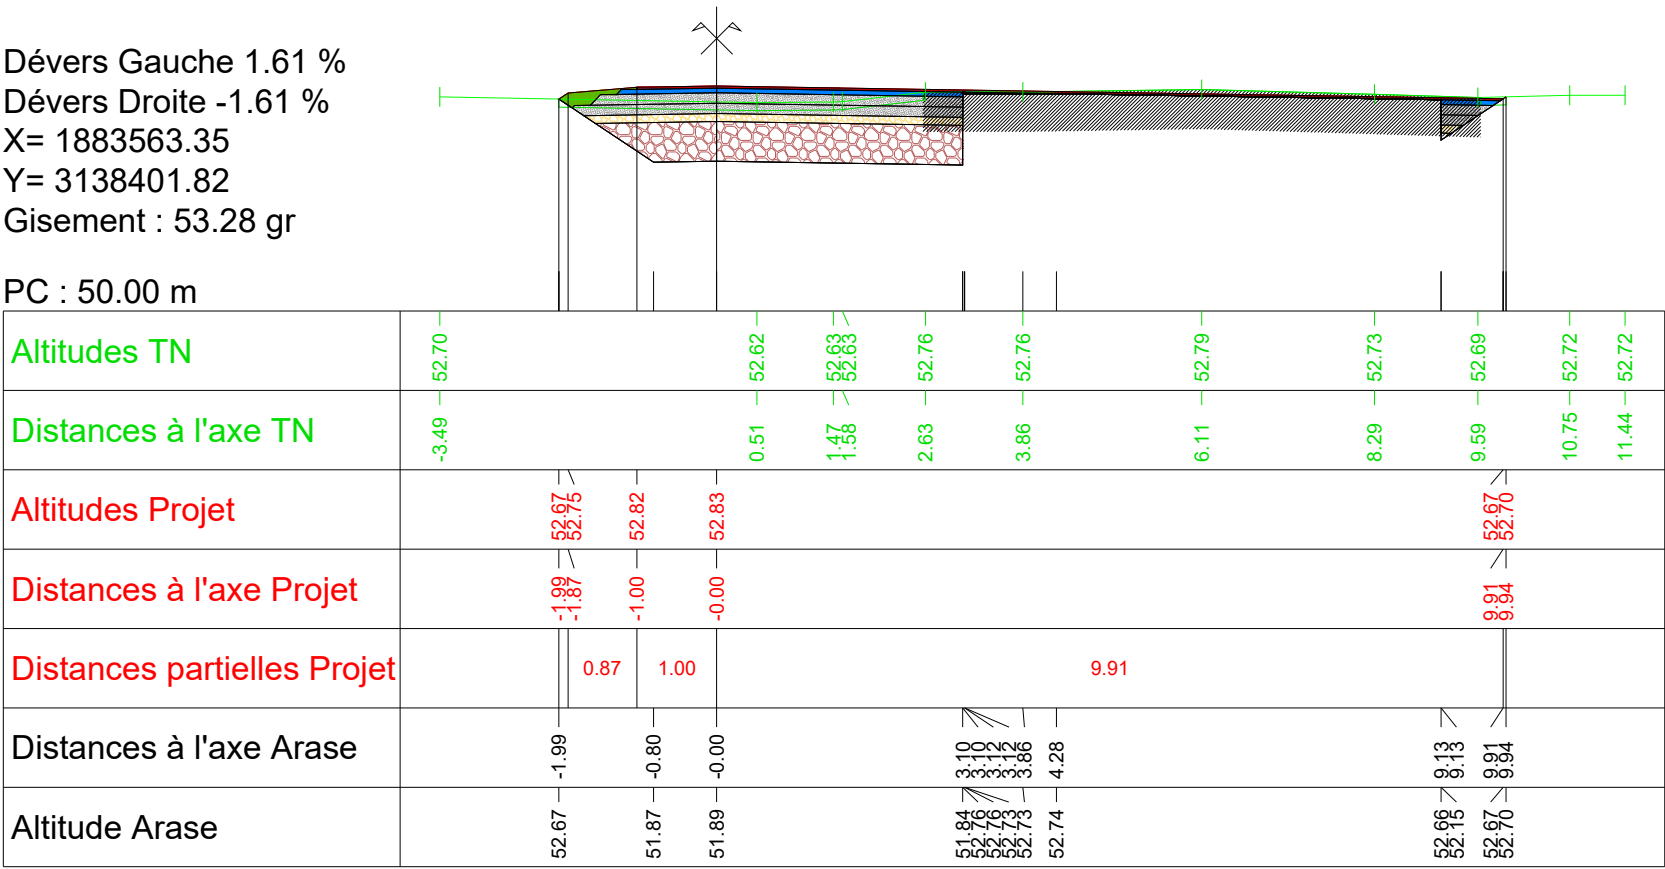 Dévers Gauche 1.61 %
Dévers Droite -1.61 %
X= 1883563.35
Y= 3138401.82
Gisement : 53.28 gr
PC : 50.00 m
Altitudes TN 52.70 52.62 52.63 52.63 52.76 52.76 52.79 52.73 52.69 52.72 52.72
Distances à l'axe TN -3.49 0.51 1.47 1.58 2.63 3.86 6.11 8.29 9.59 10.75 11.44
Altitudes Projet 52.67 52.75 52.82 52.83 52.67 52.70
Distances à l'axe Projet -1.99 -1.87 -1.00 -0.00 9.91 9.94
Distances partielles Projet 0.87 1.00 9.91
Distances à l'axe Arase -1.99 -0.80 -0.00 3.10 3.10 3.12 3.12 3.86 4.28 9.13 9.13 9.91 9.94
Altitude Arase 52.67 51.87 51.89 51.84 52.76 52.76 52.73 52.73 52.74 52.66 52.15 52.67 52.70